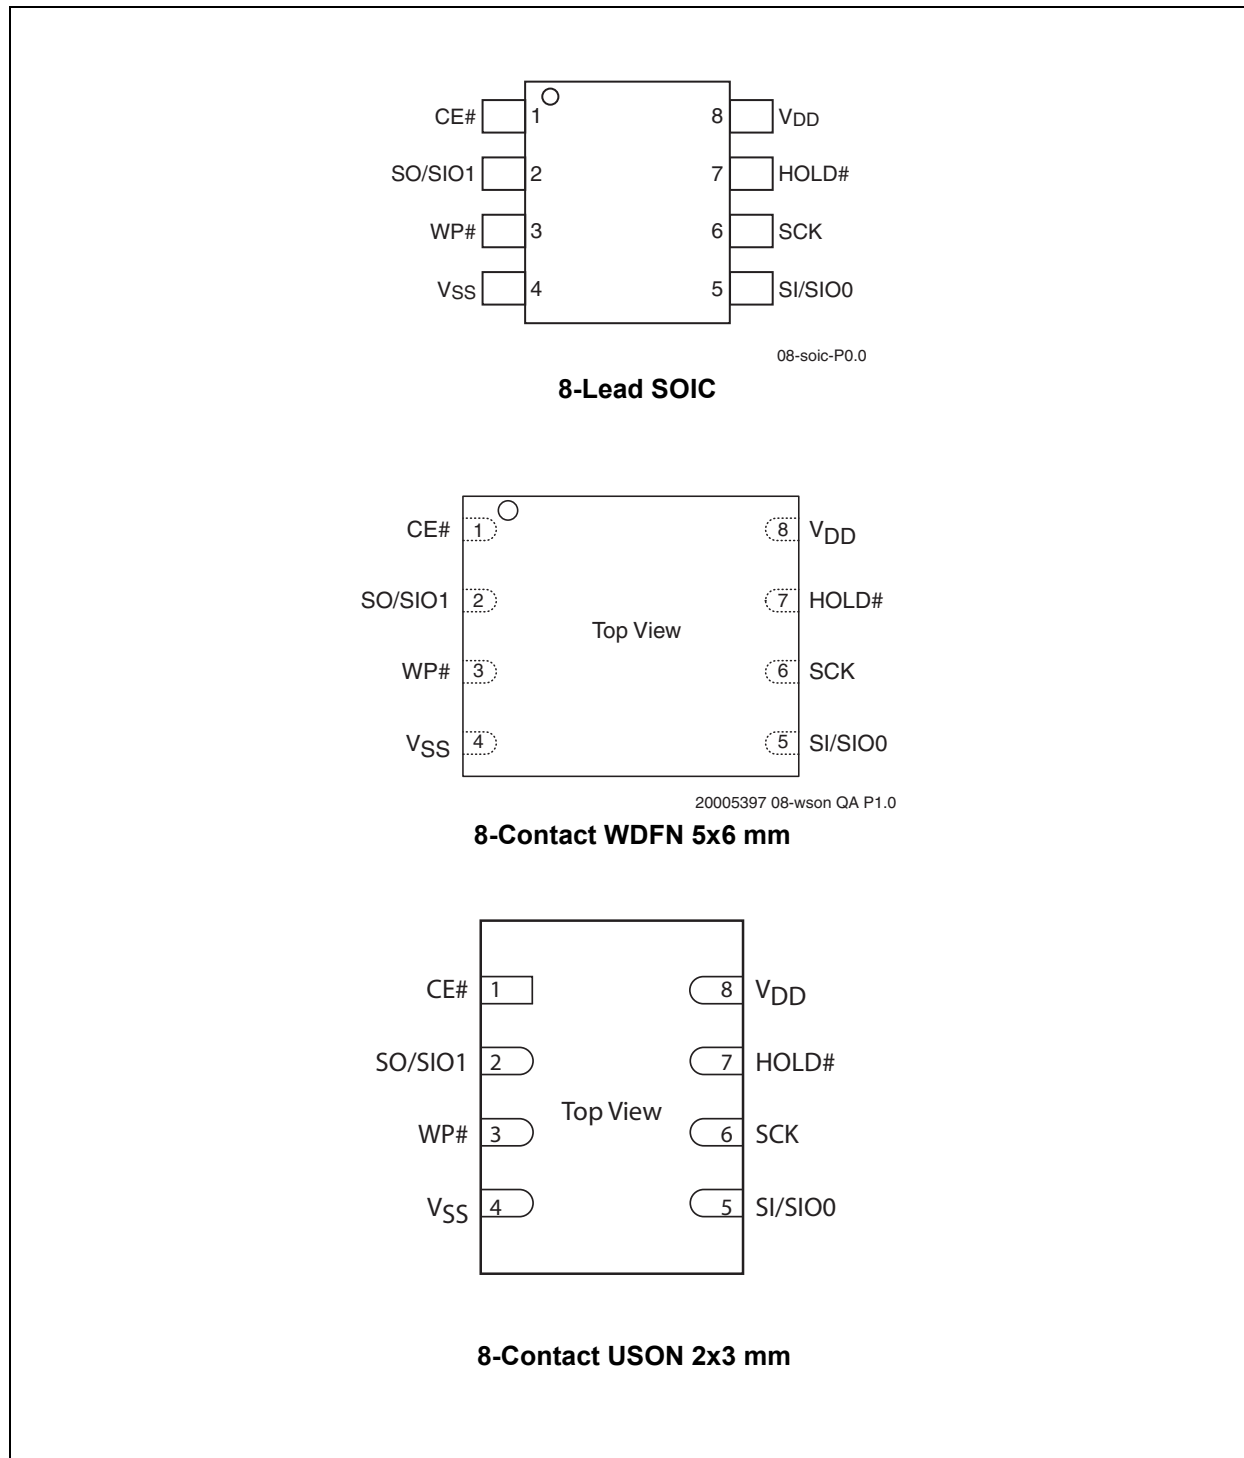 CE# 1 8 VDD
SO/SIO1 2 7 HOLD#
WP# 3 6 SCK
VSS 4 5 SI/SIO0
08-soic-P0.0
8-Lead SOIC
CE# 1 8 VDD
SO/SIO1 2 7 HOLD#
Top View
WP# 3 6 SCK
VSS 4 5 SI/SIO0
20005397 08-wson QA P1.0
8-Contact WDFN 5x6 mm
CE# 1 8 VDD
SO/SIO1 2 7 HOLD#
Top View
WP# 3 6 SCK
VSS 4 5 SI/SIO0
8-Contact USON 2x3 mm